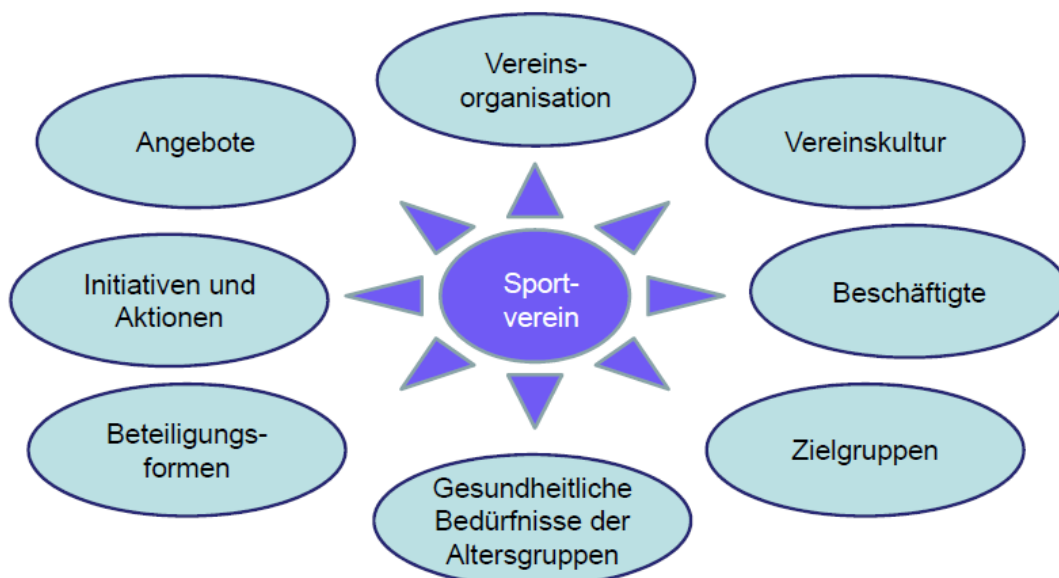 Vereins-
organisation
Angebote
Vereinskultur
Initiativen und
Aktionen
Sport-
verein
Beschäftigte
Beteiligungs-
formen
Zielgruppen
Gesundheitliche
Bedürfnisse der
Altersgruppen